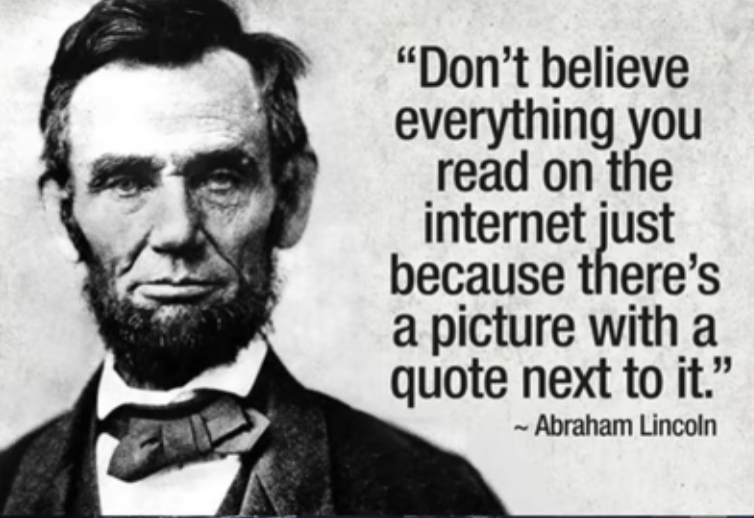 “Don’t believe
everything you
read on the
internet just
because there’s
a picture with a
quote next to it.”
~ Abraham Lincoln